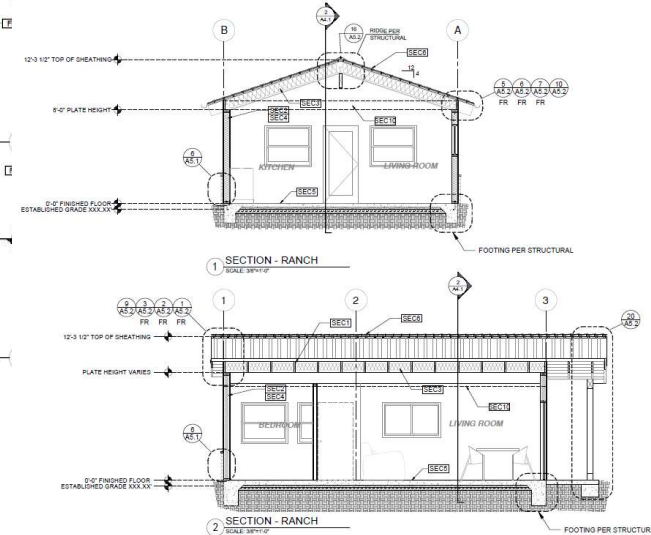 2
A4.1
B
16
A5.2
RIDGE PER
STRUCTURAL
A
SEC6
12
4
12'-3 1/2" TOP OF SHEATHING
5 6 7 10
A5.2 A5.2 A5.2 A5.2
FR FR FR
SEC3
8'-0" PLATE HEIGHT
SEC2
SEC4
SEC10
6
A5.1
KITCHEN
LIVING ROOM
SEC5
0'-0" FINISHED FLOOR
ESTABLISHED GRADE XXX.XX'
FOOTING PER STRUCTURAL
1 SECTION - RANCH
SCALE: 3/8"=1'-0"
2
A4.1
9 3 2 1
A5.2 A5.2 A5.2 A5.2
FR FR FR
1
2
3
20
A5.2
12'-3 1/2" TOP OF SHEATHING
SEC1
SEC6
PLATE HEIGHT VARIES
SEC2
SEC4
SEC3
SEC10
6
A5.1
BEDROOM
LIVING ROOM
SEC5
0'-0" FINISHED FLOOR
ESTABLISHED GRADE XXX.XX'
2 SECTION - RANCH
SCALE: 3/8"=1'-0"
FOOTING PER STRUCTUR